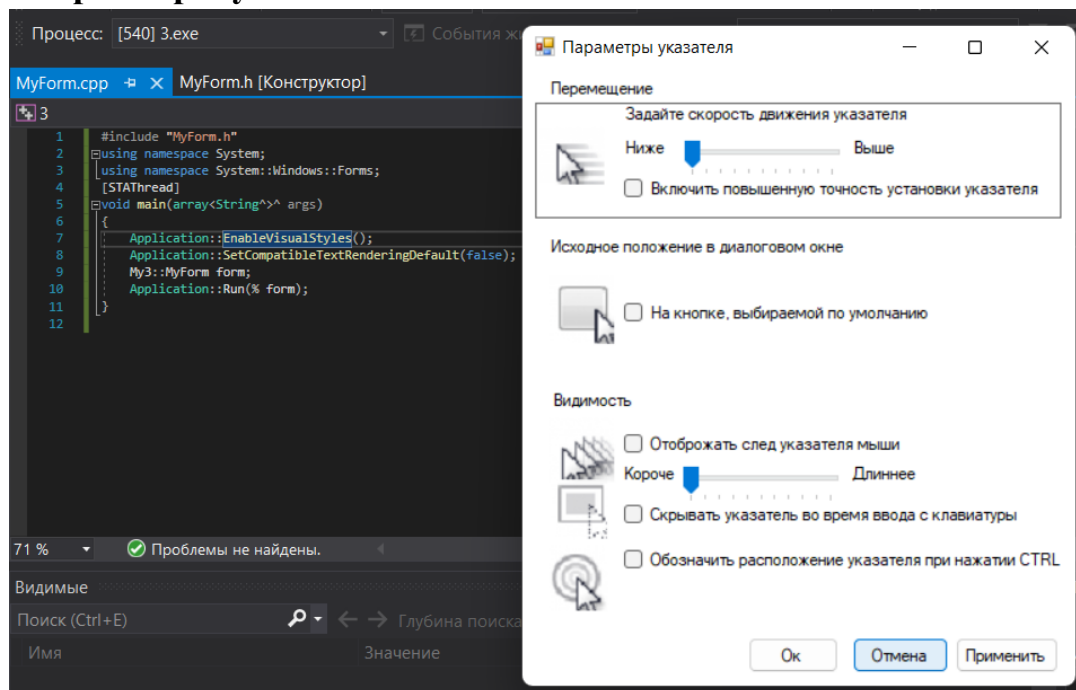 Процесс: [540] 3.exe
События жи
MyForm.cpp MyForm.h [Конструктор]
3
1 #include "MyForm.h"
2 using namespace System;
3 using namespace System::Windows::Forms;
4 [STAThread]
5 void main(array<String^>^ args)
6 {
7 Application::EnableVisualStyles();
8 Application::SetCompatibleTextRenderingDefault(false);
9 My3::MyForm form;
10 Application::Run(% form);
11 }
12
71 % Проблемы не найдены.
Видимые
Поиск (Ctrl+E) Глубина поиска
Имя Значение
Параметры указателя
Перемещение
Задайте скорость движения указателя
Ниже Выше
Включить повышенную точность установки указателя
Исходное положение в диалоговом окне
На кнопке, выбираемой по умолчанию
Видимость
Отоброжать след указателя мыши
Короче Длиннее
Скрывать указатель во время ввода с клавиатуры
Обозначить расположение указателя при нажатии CTRL
Ок Отмена Применить